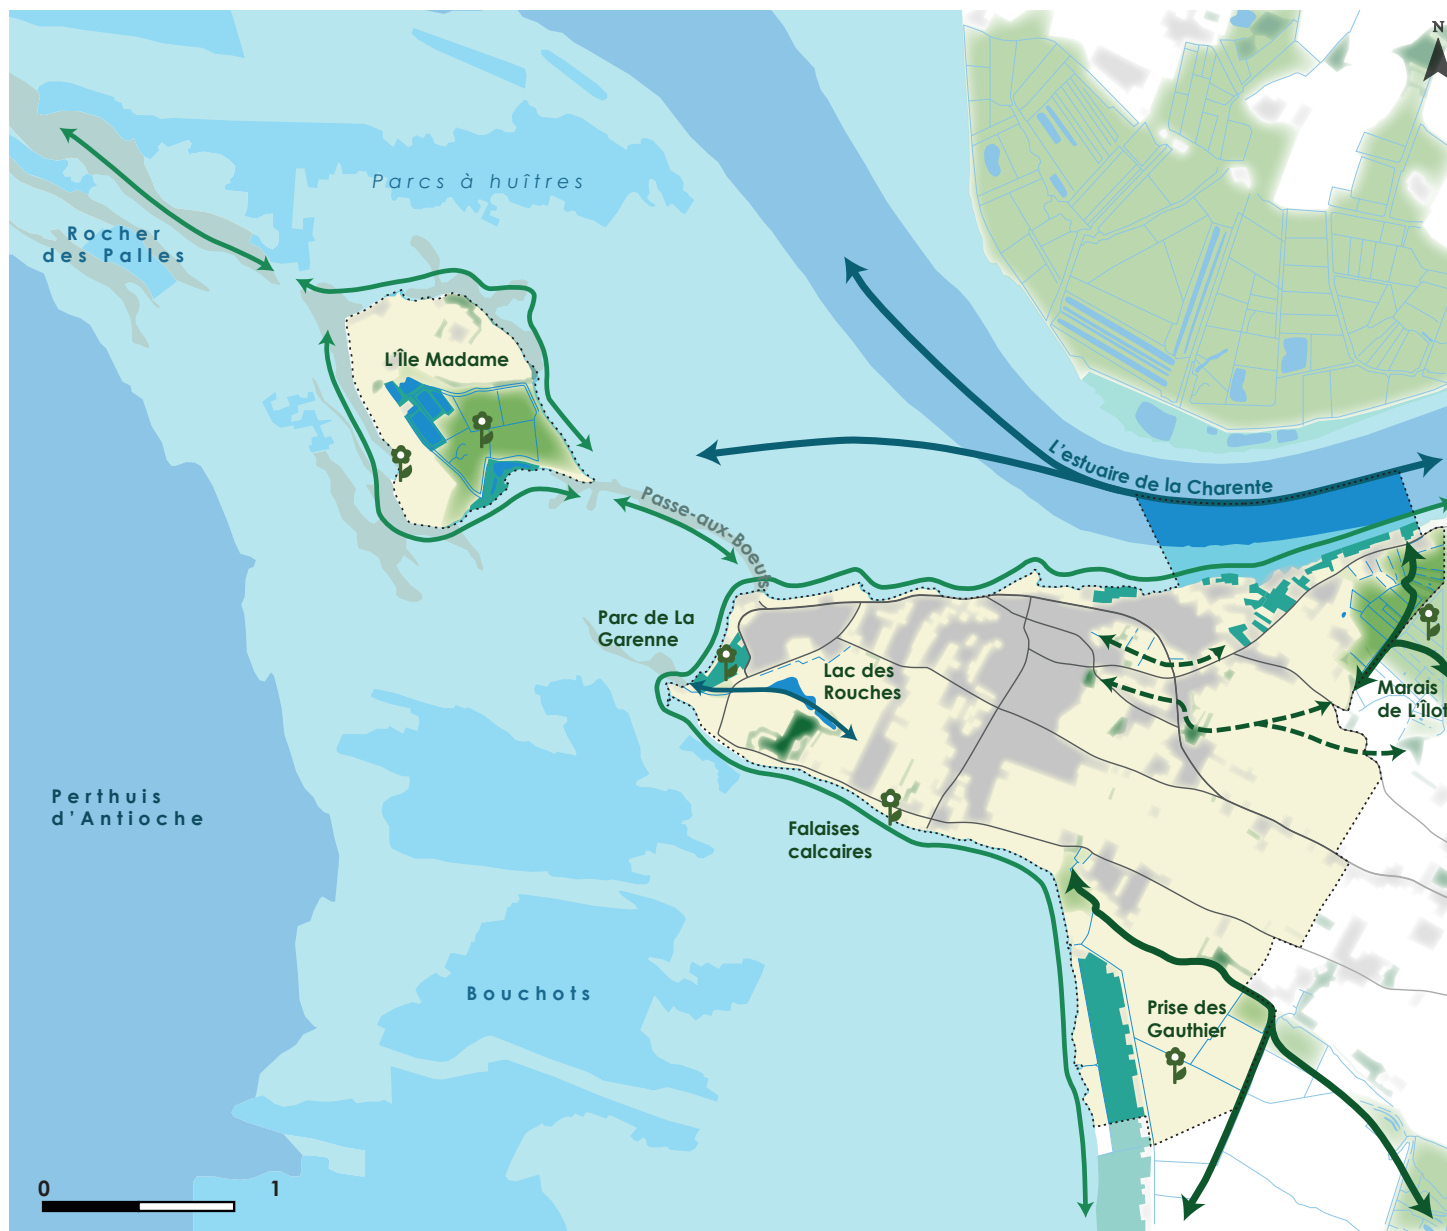 N
Parcs à huîtres
Rocher
des Palles
L'Île Madame
L'estuaire de la Charente
Passe-aux-Boeufs
Parc de La
Garenne
Lac des
Rouches
Marais
de L'îlot
Perthuis
d'Antioche
Falaises
calcaires
Bouchots
Prise des
Gauthier
0 1